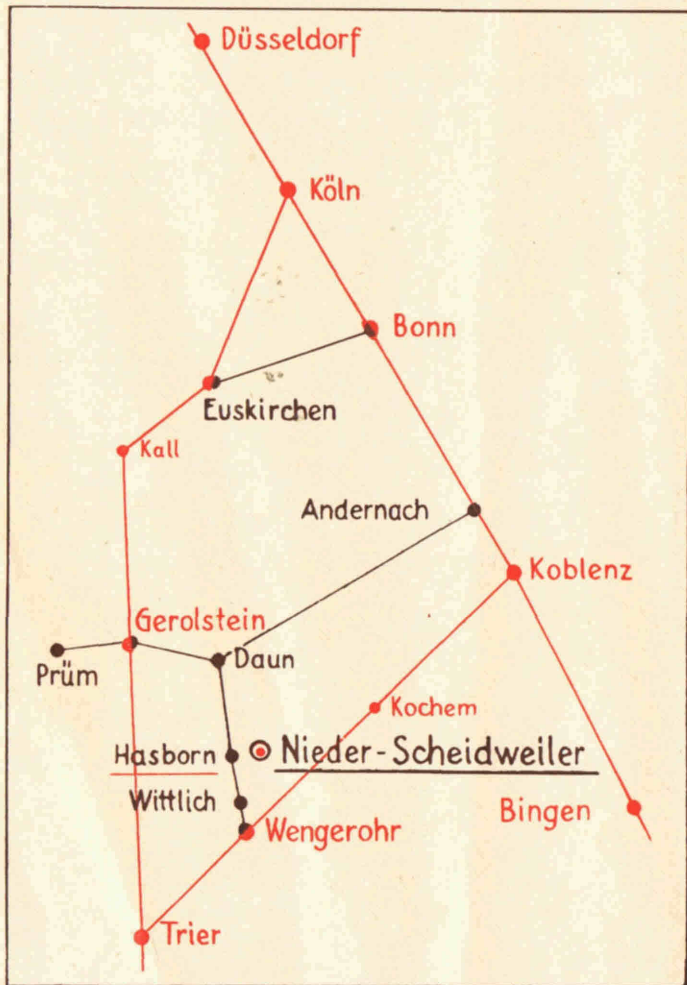 Düsseldorf
Köln
Bonn
Euskirchen
Kall
Andernach
Koblenz
Gerolstein
Prüm
Daun
Kochem
Hasborn
Nieder-Scheidweiler
Wittlich
Bingen
Wengerohr
Trier